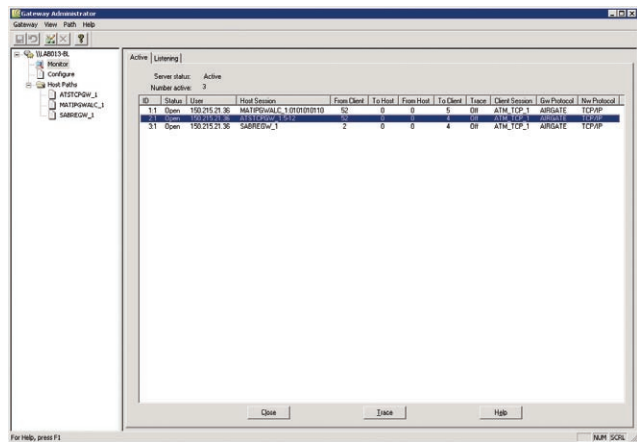 Gateway Administrator
Gateway View Path Help
\\LAB013-BL
Monitor
Configure
Host Paths
ATSTCPGW_1
MATIPGWALC_1
SABREGW_1
Active Listening
Server status: Active
Number active: 3
ID Status User Host Session From Client To Host From Host To Client Trace Client Session Gw Protocol Nw Protocol
1:1 Open 150.215.21.36 MATIPGWALC_1:0101010110 52 0 0 5 Off ATM_TCP_1 AIRGATE TCP/IP
2:1 Open 150.215.21.36 ATSTCPGW_1:5-12 52 0 0 4 Off ATM_TCP_1 AIRGATE TCP/IP
3:1 Open 150.215.21.36 SABREGW_1 2 0 0 4 Off ATM_TCP_1 AIRGATE TCP/IP
Close Trace Help
For Help, press F1
NUM SCRL